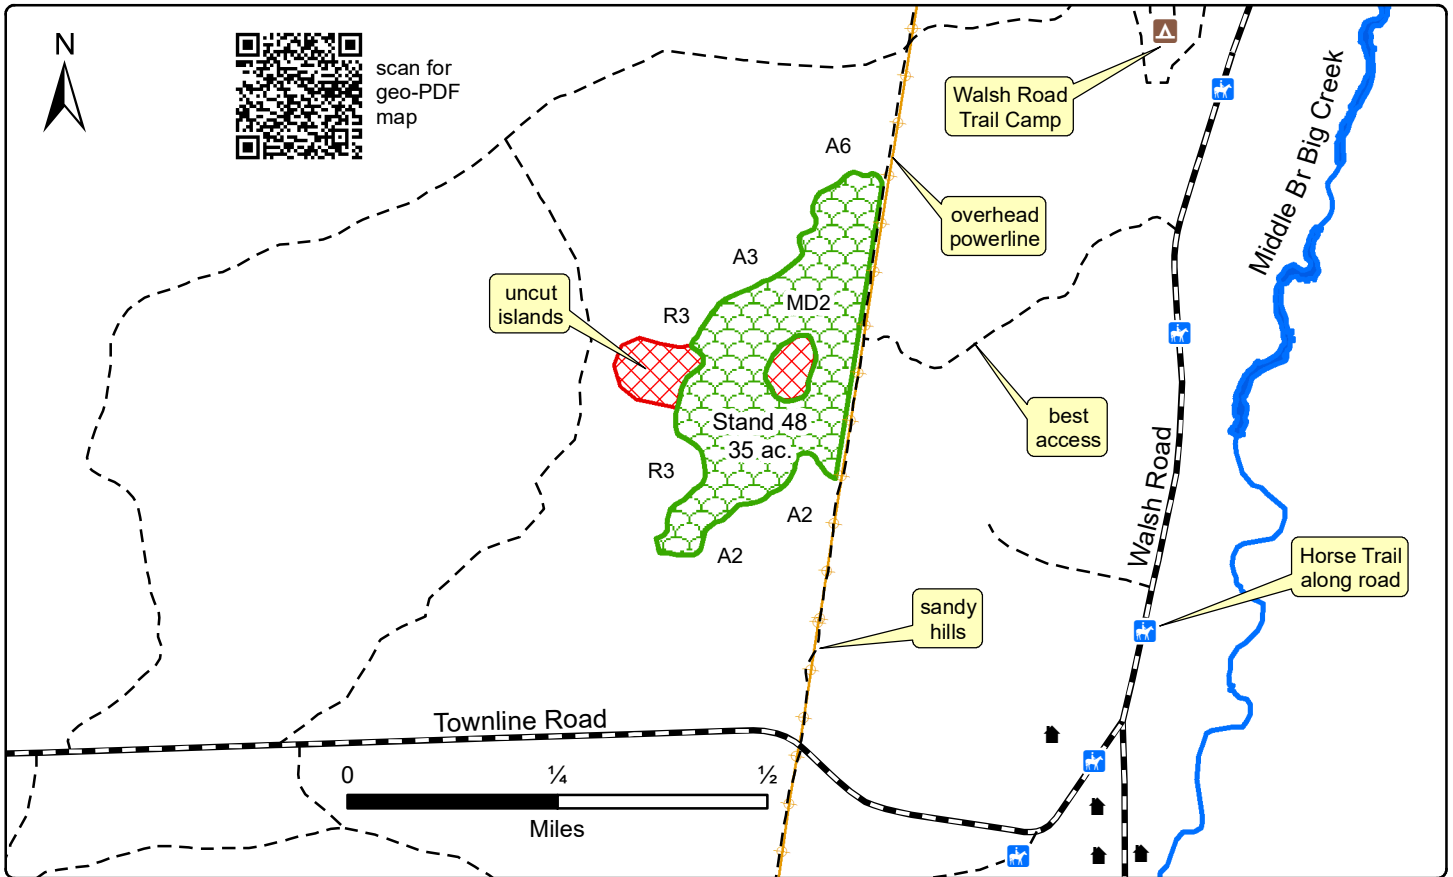 N
scan for
geo-PDF
map
Walsh Road
Trail Camp
A6
overhead
powerline
Middle Br Big Creek
A3
uncut
islands
R3
MD2
best
access
Stand 48
35 ac.
R3
A2
A2
Walsh Road
Horse Trail
along road
sandy
hills
Townline Road
0 ¼ ½
Miles